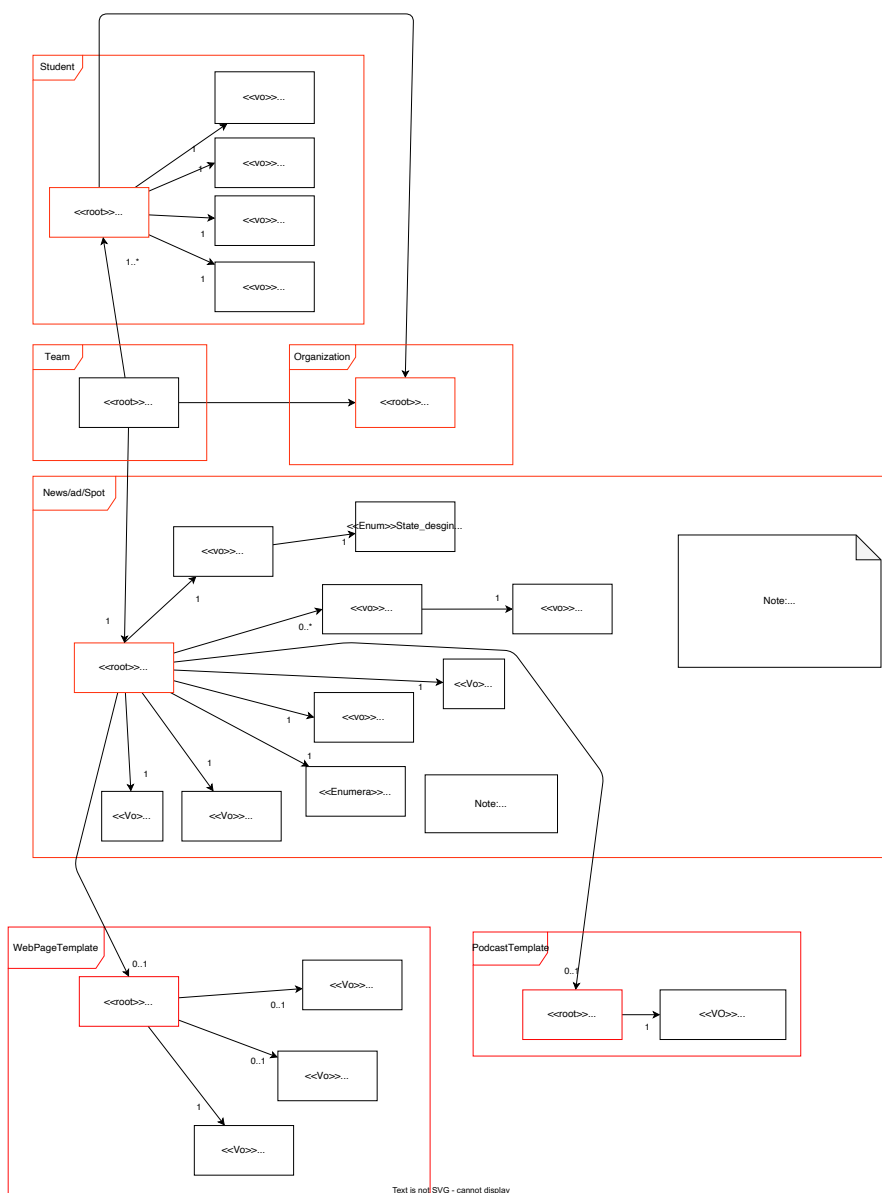 Student
<<vo>>...
1
<<vo>>...
1
<<root>>...
<<vo>>...
1
1..*
<<vo>>...
1
Team
Organization
<<root>>...
<<root>>...
News/ad/Spot
<<Enum>>State_desgin...
<<vo>>...
1
Note:...
1
<<vo>>...
1
<<vo>>...
0..*
1
<<root>>...
<<Vo>...
1
<<vo>>...
1
1
1
1
<<Enumera>>...
Note:...
<<Vo>...
<<Vo>>...
WebPageTemplate
PodcastTemplate
0..1
0..1
<<Vo>>...
<<root>>...
0..1
<<root>>...
<<VO>>...
1
<<Vo>>...
0..1
1
<<Vo>>...
Text is not SVG - cannot display